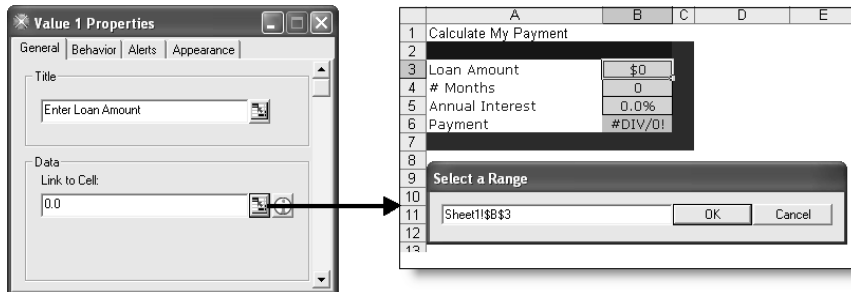 Value 1 Properties
General Behavior Alerts Appearance
Title
Enter Loan Amount
Data
Link to Cell:
0.0
A B C D E
1 Calculate My Payment
2
3 Loan Amount $0
4 # Months 0
5 Annual Interest 0.0%
6 Payment #DIV/0!
7
8
9
10
11
12
13
Select a Range
Sheet1!$B$3 OK Cancel